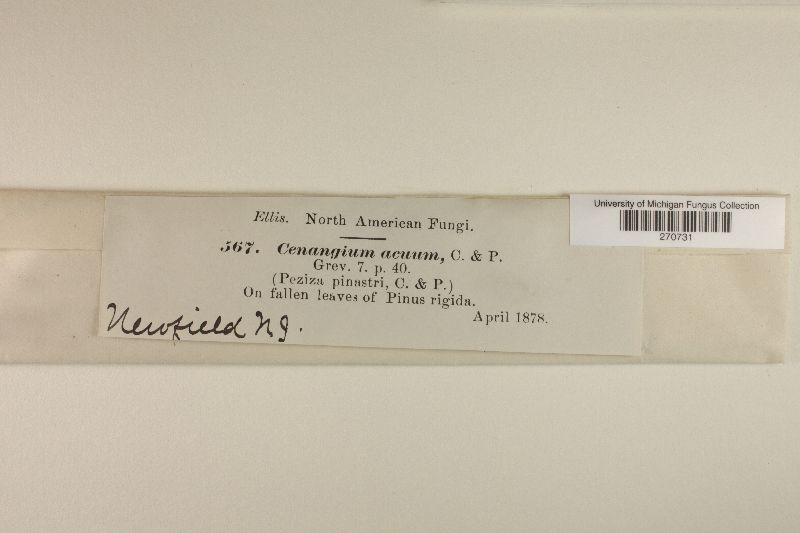 Ellis. North American Fungi.
567. Cenangium acuum, C. & P.
Grev. 7. p. 40.
(Peziza pinastri, C. & P.)
On fallen leaves of Pinus rigida.
April 1878.
Newfield NJ.
University of Michigan Fungus Collection
270731